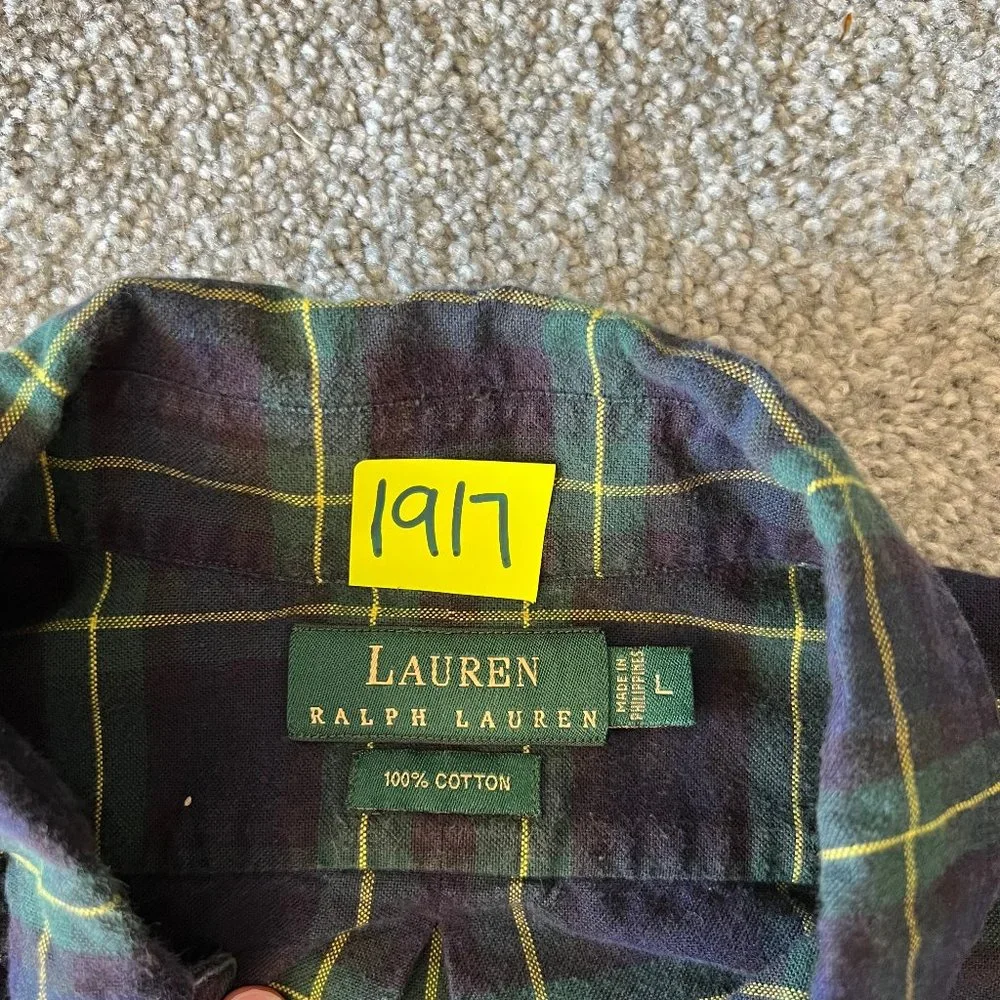 1917
LAUREN
RALPH LAUREN
MADE IN
PHILIPPINES
L
100% COTTON